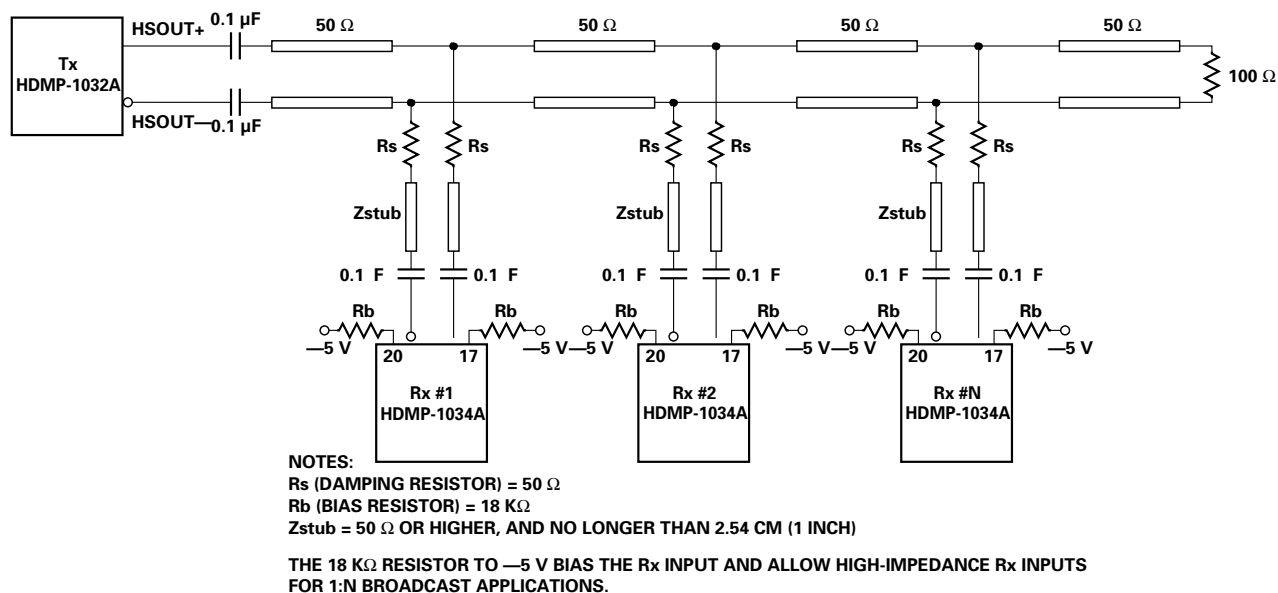 Tx
HDMP-1032A
HSOUT+
0.1 µF
HSOUT—
0.1 µF
50 Ω
50 Ω
50 Ω
50 Ω
100 Ω
Rs
Rs
Rs
Rs
Rs
Rs
Zstub
Zstub
Zstub
0.1 F
0.1 F
0.1 F
0.1 F
0.1 F
0.1 F
Rb
Rb
Rb
Rb
Rb
Rb
—5 V
—5 V
—5 V
—5 V
—5 V
—5 V
20
17
20
17
20
17
Rx #1
HDMP-1034A
Rx #2
HDMP-1034A
Rx #N
HDMP-1034A
NOTES:
Rs (DAMPING RESISTOR) = 50 Ω
Rb (BIAS RESISTOR) = 18 KΩ
Zstub = 50 Ω OR HIGHER, AND NO LONGER THAN 2.54 CM (1 INCH)
THE 18 KΩ RESISTOR TO —5 V BIAS THE Rx INPUT AND ALLOW HIGH-IMPEDANCE Rx INPUTS
FOR 1:N BROADCAST APPLICATIONS.